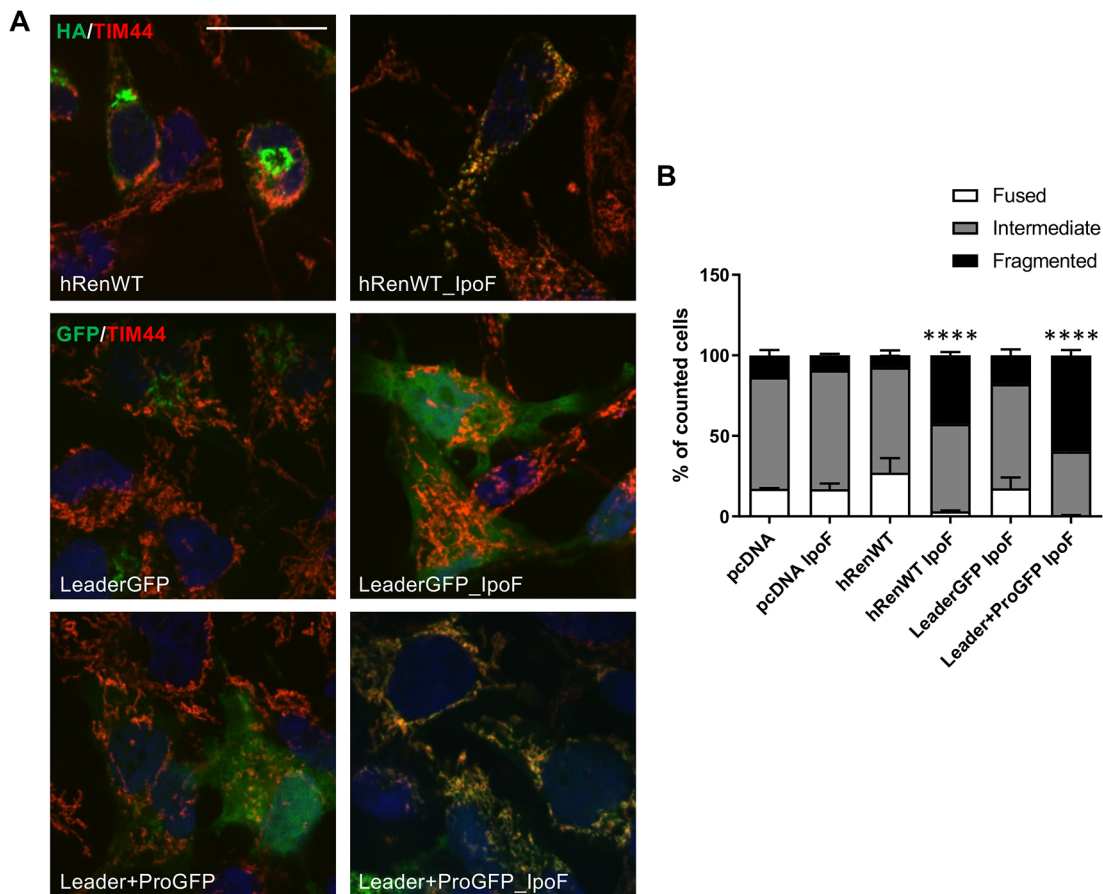 A
HA/TIM44
hRenWT
hRenWT_IpoF
GFP/TIM44
LeaderGFP
LeaderGFP_IpoF
Leader+ProGFP
Leader+ProGFP_IpoF
B
Fused
Intermediate
Fragmented
150
100
50
0
% of counted cells
****
****
pcDNA
pcDNA IpoF
hRenWT
hRenWT IpoF
LeaderGFP IpoF
Leader+ProGFP IpoF